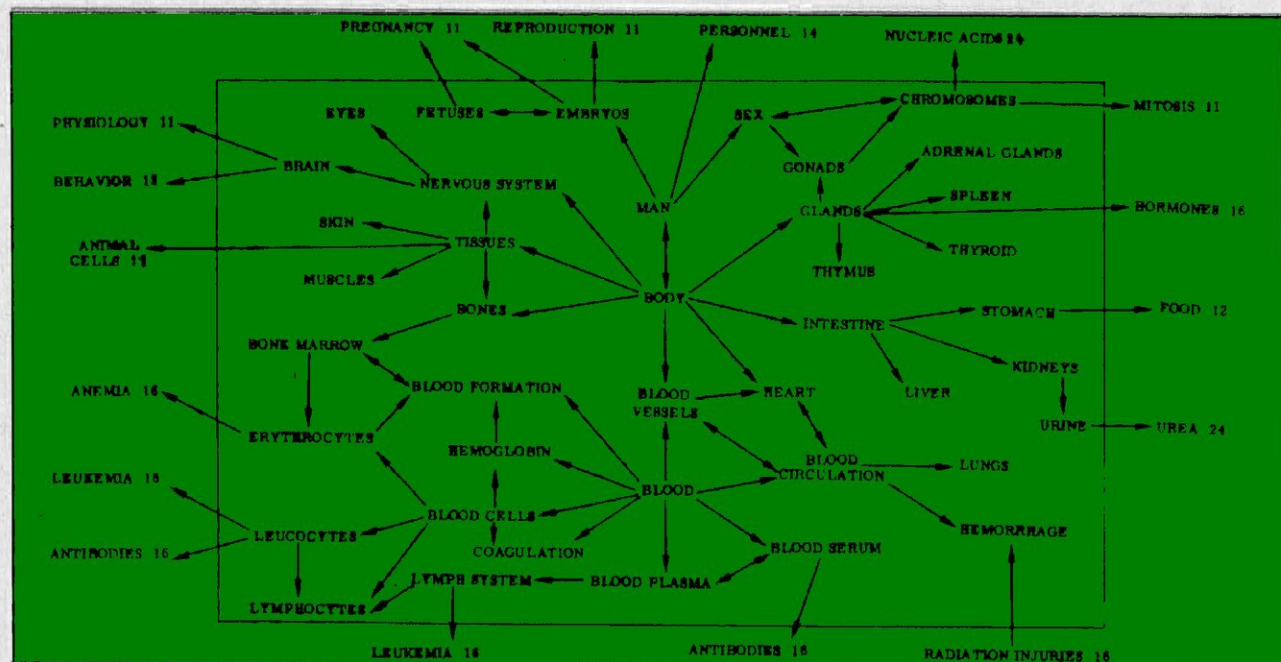 PREGNANCY 11
REPRODUCTION 11
PERSONNEL 14
NUCLEIC ACIDS 24
EYES
FETUSES
EMBRYOS
SEX
CHROMOSOMES
MITOSIS 11
PHYSIOLOGY 11
BRAIN
GONADS
ADRENAL GLANDS
BEHAVIOR
NERVOUS SYSTEM
MAN
GLANDS
SPLEEN
HORMONES 16
SKIN
ANIMAL
CELLS
TISSUES
THYROID
MUSCLES
THYMUS
BODY
BONES
INTESTINE
STOMACH
FOOD 12
BONE MARROW
KIDNEYS
ANEMIA 16
BLOOD FORMATION
BLOOD
VESSELS
HEART
LIVER
ERYTHROCYTES
URINE
UREA 24
HEMOGLOBIN
BLOOD
CIRCULATION
LUNGS
LEUKEMIA 16
BLOOD
BLOOD CELLS
LEUCOCYTES
HEMORRHAGE
ANTIBODIES 16
COAGULATION
BLOOD SERUM
LYMPH SYSTEM
BLOOD PLASMA
LYMPHOCYTES
LEUKEMIA 16
ANTIBODIES 16
RADIATION INJURIES 16